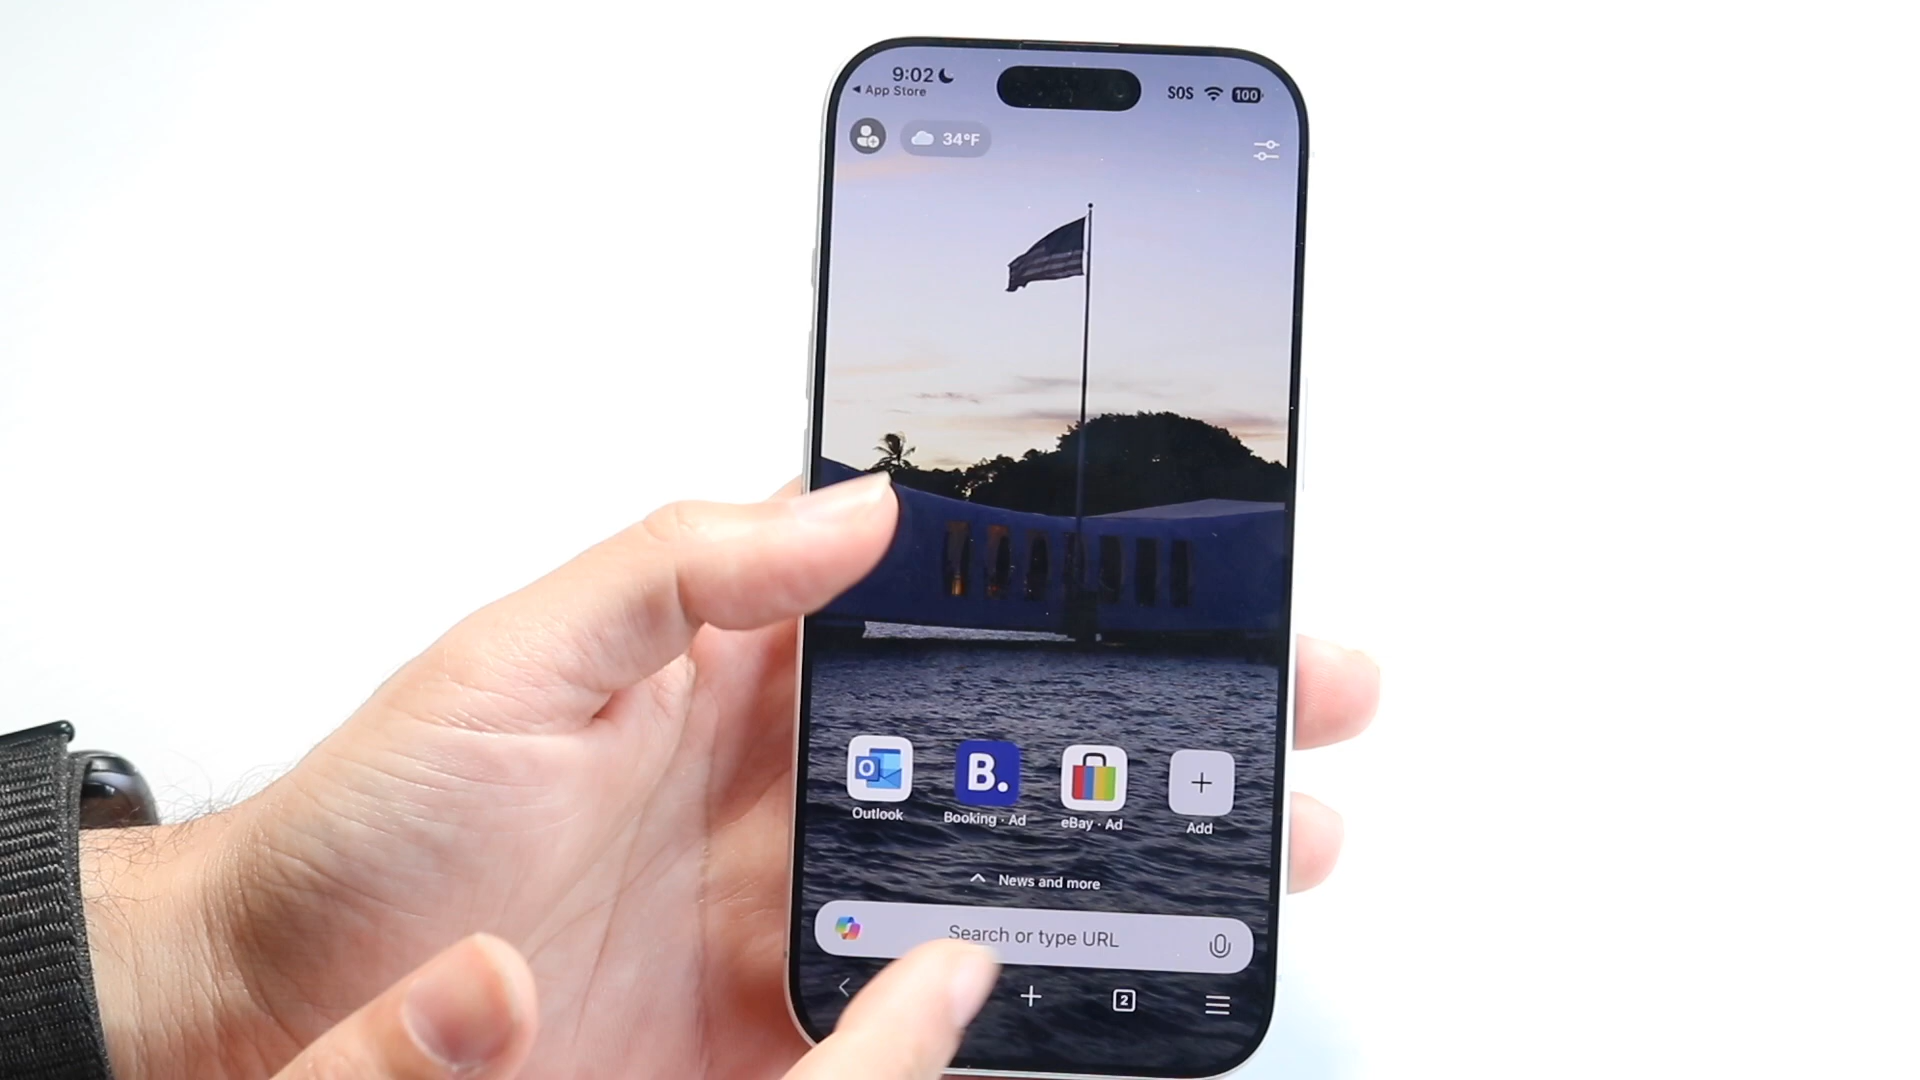 9:02
SOS
100
◀ App Store
34°F
O
B.
Outlook
Booking · Ad
eBay · Ad
Add
News and more
Search or type URL
2